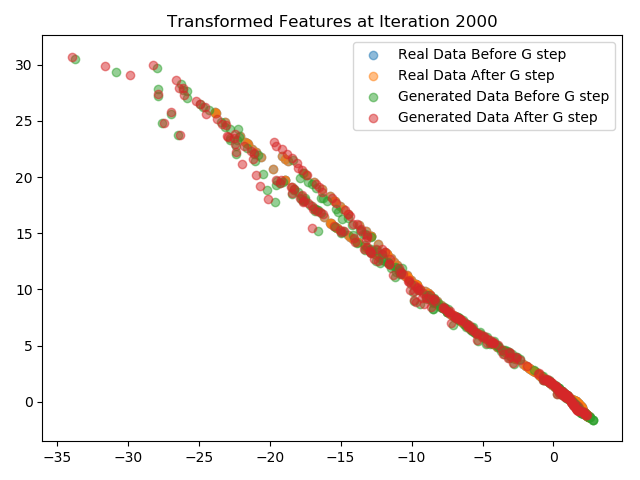 Transformed Features at Iteration 2000
Real Data Before G step
Real Data After G step
Generated Data Before G step
Generated Data After G step
30
25
20
15
10
5
0
−35 −30 −25 −20 −15 −10 −5 0